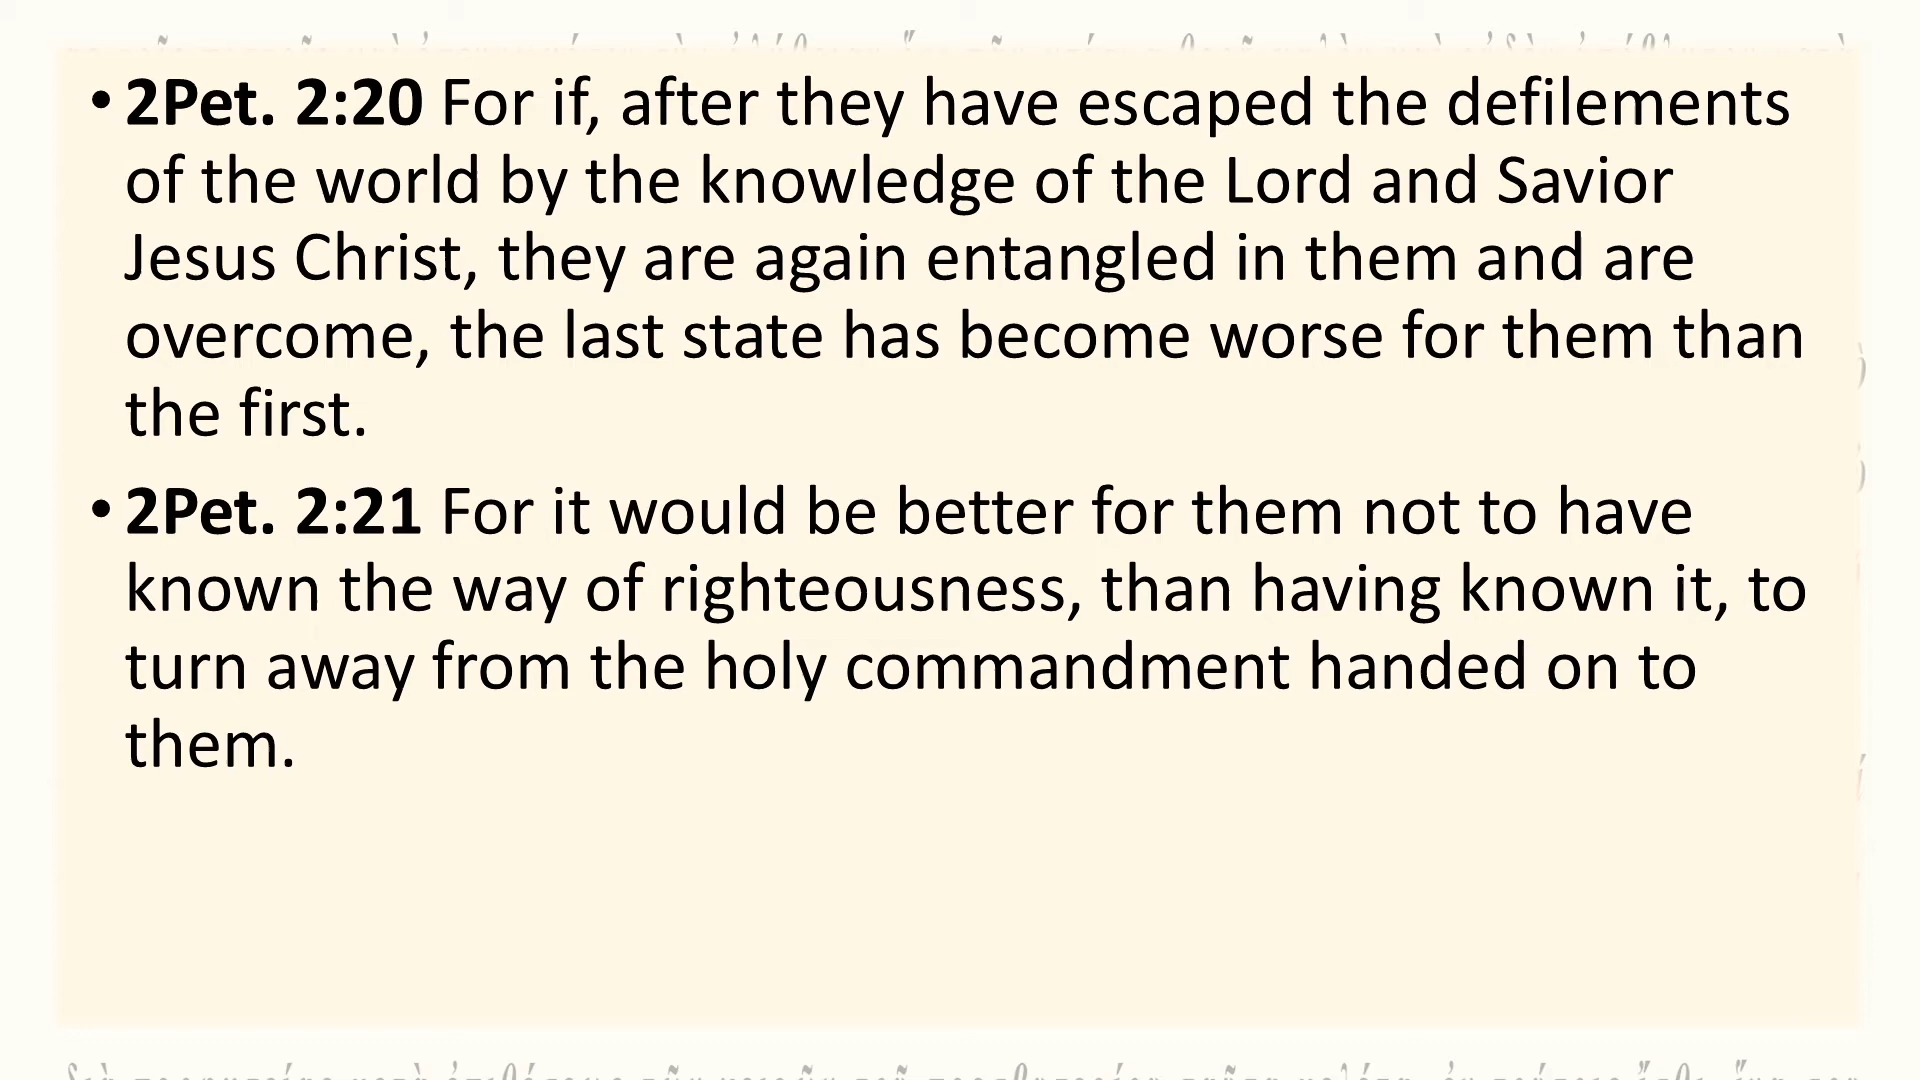 • 2Pet. 2:20 For if, after they have escaped the defilements
of the world by the knowledge of the Lord and Savior
Jesus Christ, they are again entangled in them and are
overcome, the last state has become worse for them than
the first.
• 2Pet. 2:21 For it would be better for them not to have
known the way of righteousness, than having known it, to
turn away from the holy commandment handed on to
them.